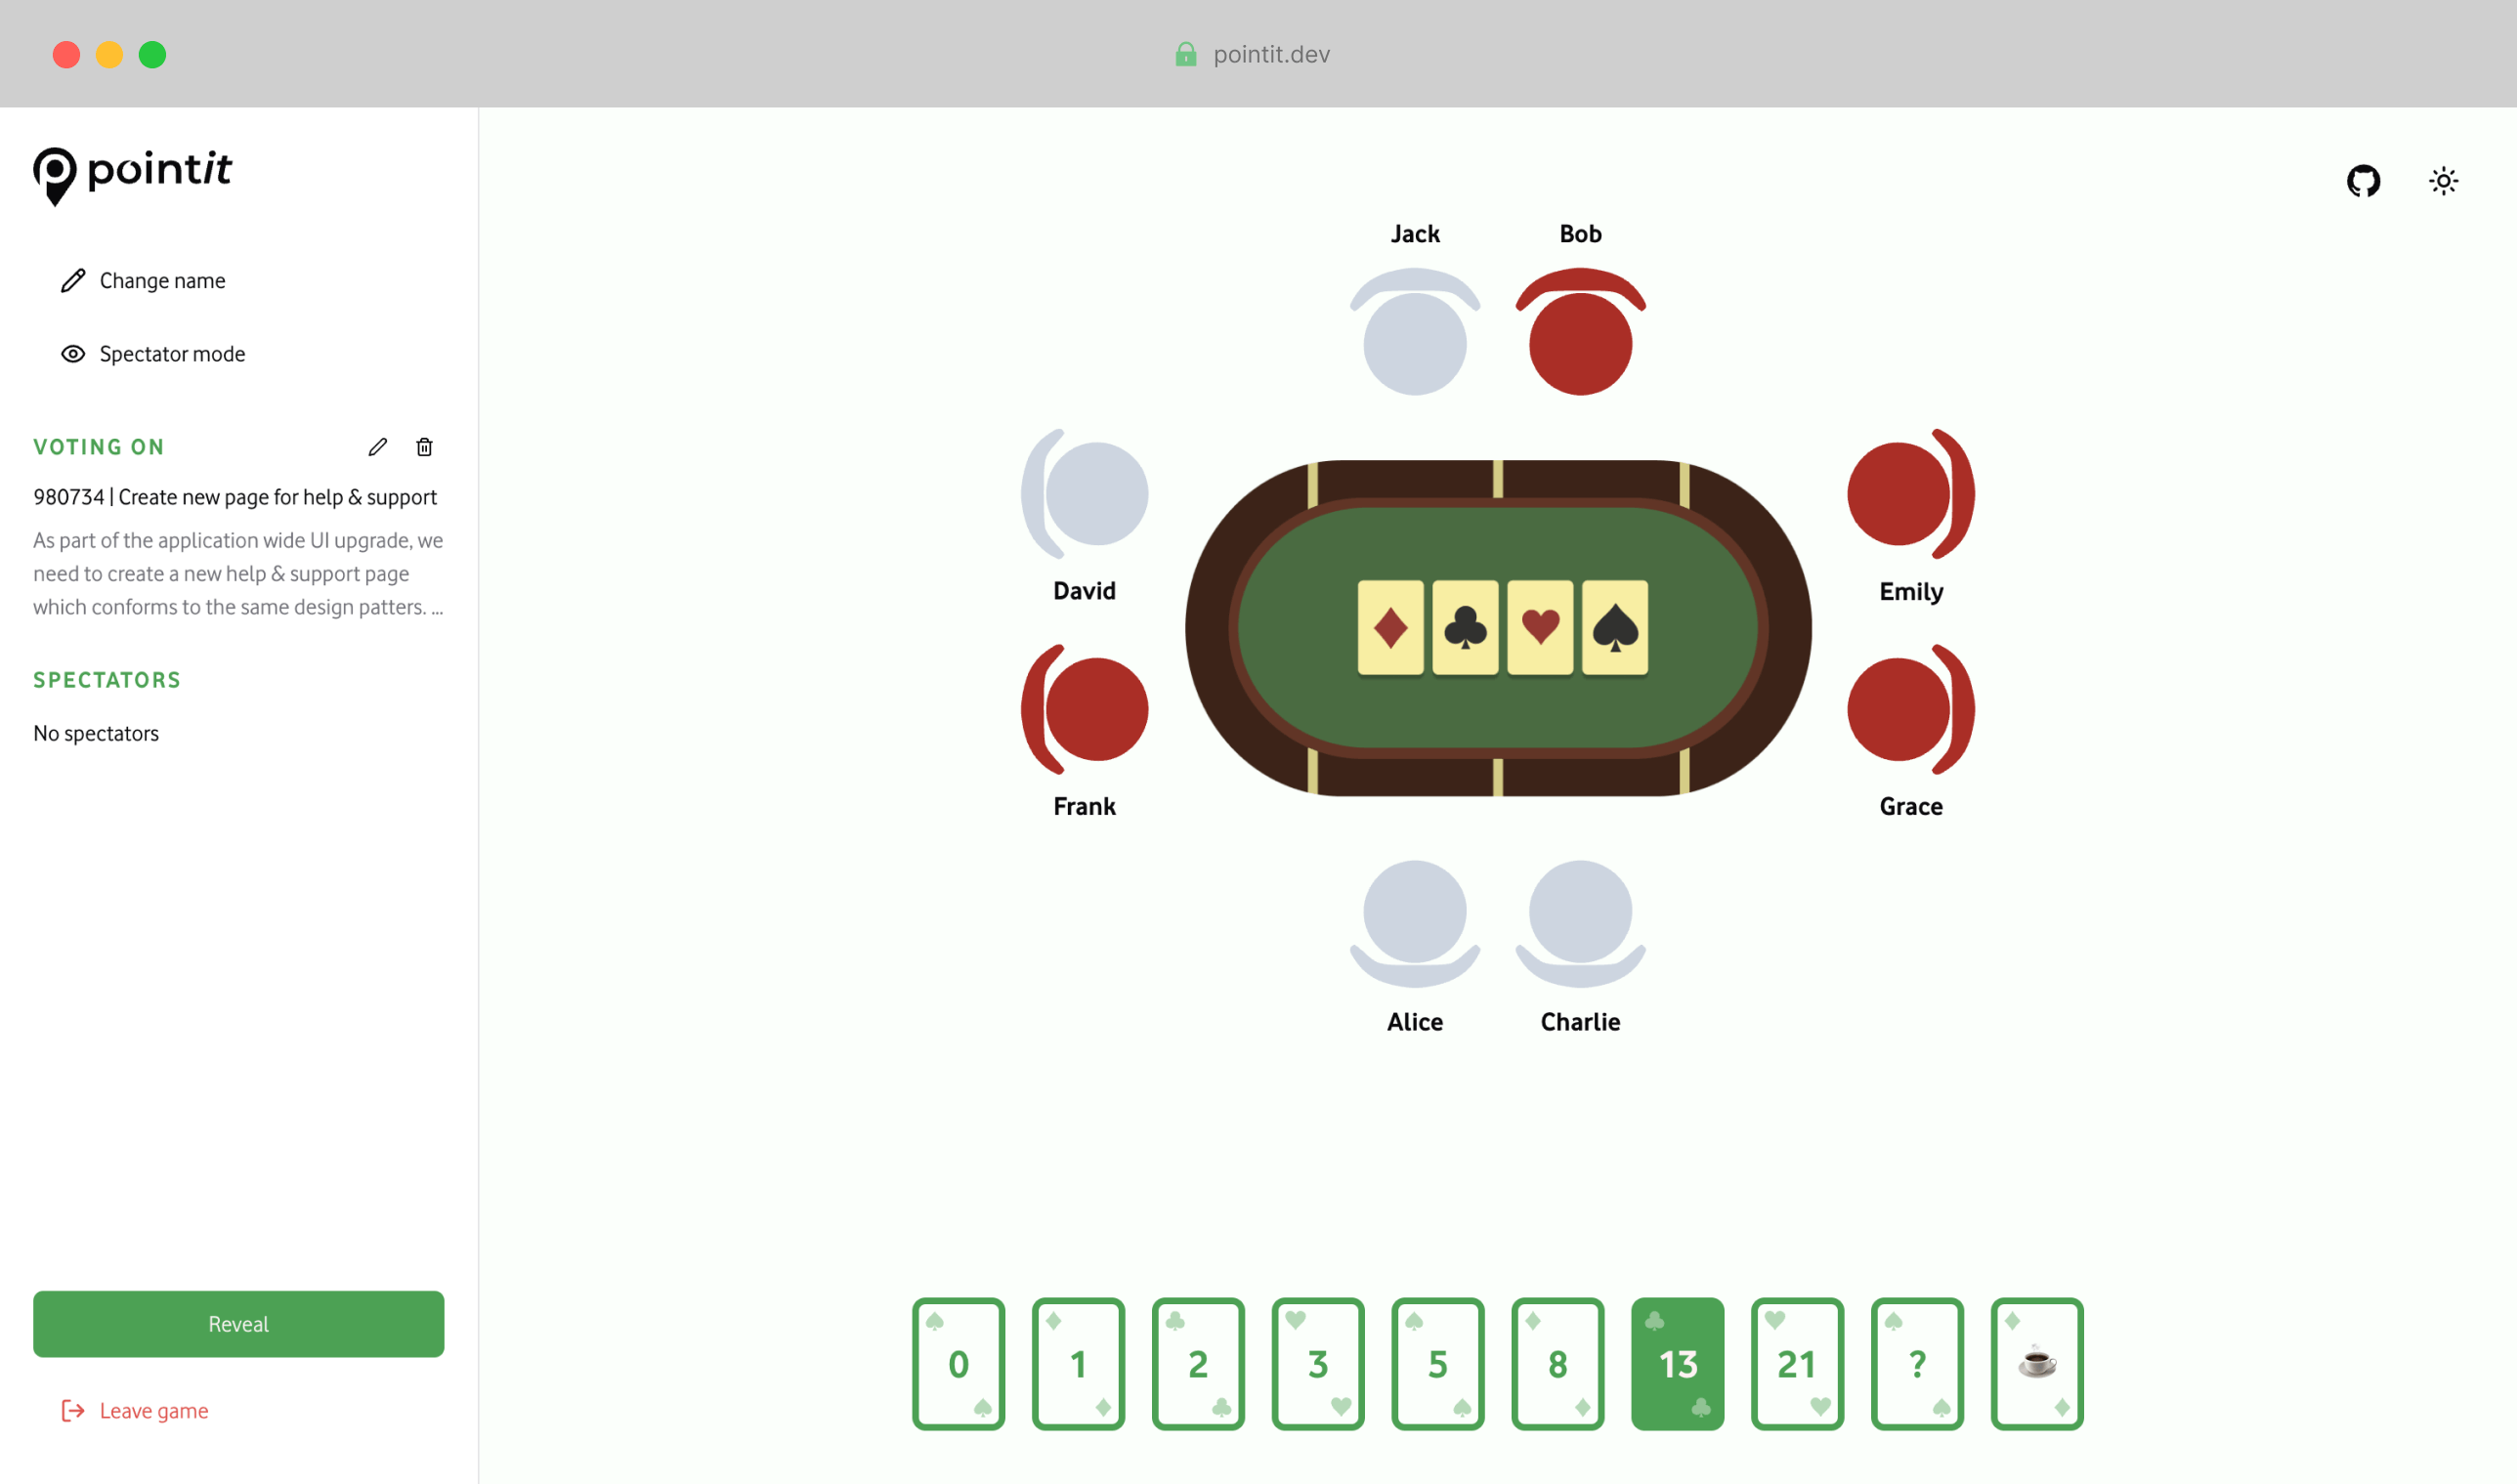 pointit.dev
pointit
Change name
Spectator mode
VOTING ON
980734 | Create new page for help & support
As part of the application wide UI upgrade, we
need to create a new help & support page
which conforms to the same design patters. ...
SPECTATORS
No spectators
Reveal
Leave game
Jack Bob
David Emily
Frank Grace
Alice Charlie
0 1 2 3 5 8 13 21 ?